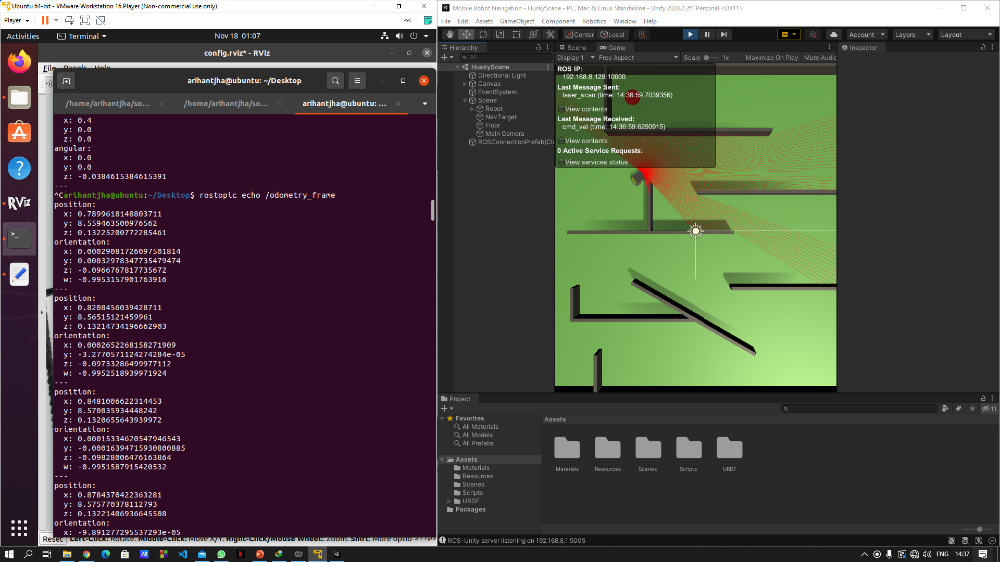 Ubuntu 64-bit - VMware Workstation 16 Player (Non-commercial use only)
Player
Activities
Terminal
Nov 18 01:07
config.rviz* - RViz
File Panels Help
arihantjha@ubuntu: ~/Desktop
/home/arihantjha/so...
/home/arihantjha/so...
arihantjha@ubuntu: ...
x: 0.4
y: 0.0
z: 0.0
angular:
x: 0.0
y: 0.0
z: -0.0384615384615391
---
^Carihantjha@ubuntu:~/Desktop$ rostopic echo /odometry_frame
position:
x: 0.7899618148803711
y: 8.559463500976562
z: 0.13225200772285461
orientation:
x: 0.00029081726097501814
y: 0.00032978347735479474
z: -0.0966767817735672
w: -0.9953157901763916
---
position:
x: 0.8208456039428711
y: 8.56515121459961
z: 0.13214734196662903
orientation:
x: 0.0002652268158271909
y: -3.2770571124274284e-05
z: -0.09733286499977112
w: -0.9952518939971924
---
position:
x: 0.8481006622314453
y: 8.570035934448242
z: 0.1320655643939972
orientation:
x: 0.00015334620547946543
y: -0.00016394715930800885
z: -0.09828006476163864
w: -0.9951587915420532
---
position:
x: 0.8784370422363281
y: 8.575770378112793
z: 0.13221406936645508
orientation:
x: -9.891277295537293e-05
Reset Left-Click: Rotate. Middle-Click: Move X/Y. Right-Click/Mouse Wheel: Zoom. Shift: More optio
Mobile Robot Navigation - HuskyScene - PC, Mac & Linux Standalone - Unity 2020.2.2f1 Personal <DX11>
File Edit Assets GameObject Component Robotics Window Help
Center
Local
Account
Layers
Layout
Hierarchy
All
HuskyScene
Directional Light
Canvas
EventSystem
Scene
Robot
NavTarget
Floor
Main Camera
ROSConnectionPrefab(Cl
Scene
Game
Display 1
Free Aspect
Scale
1x
Maximize On Play
Mute Audio
ROS IP:
192.168.8.129:10000
Last Message Sent:
laser_scan (time: 14:36:59.7039356)
View contents
Last Message Received:
cmd_vel (time: 14:36:59.6250915)
View contents
0 Active Service Requests:
View services status
Inspector
Project
11
Favorites
All Materials
All Models
All Prefabs
Assets
Materials
Resources
Scenes
Scripts
URDF
Packages
Assets
Materials
Resources
Scenes
Scripts
URDF
ROS-Unity server listening on 192.168.8.1:5005
ENG
14:37